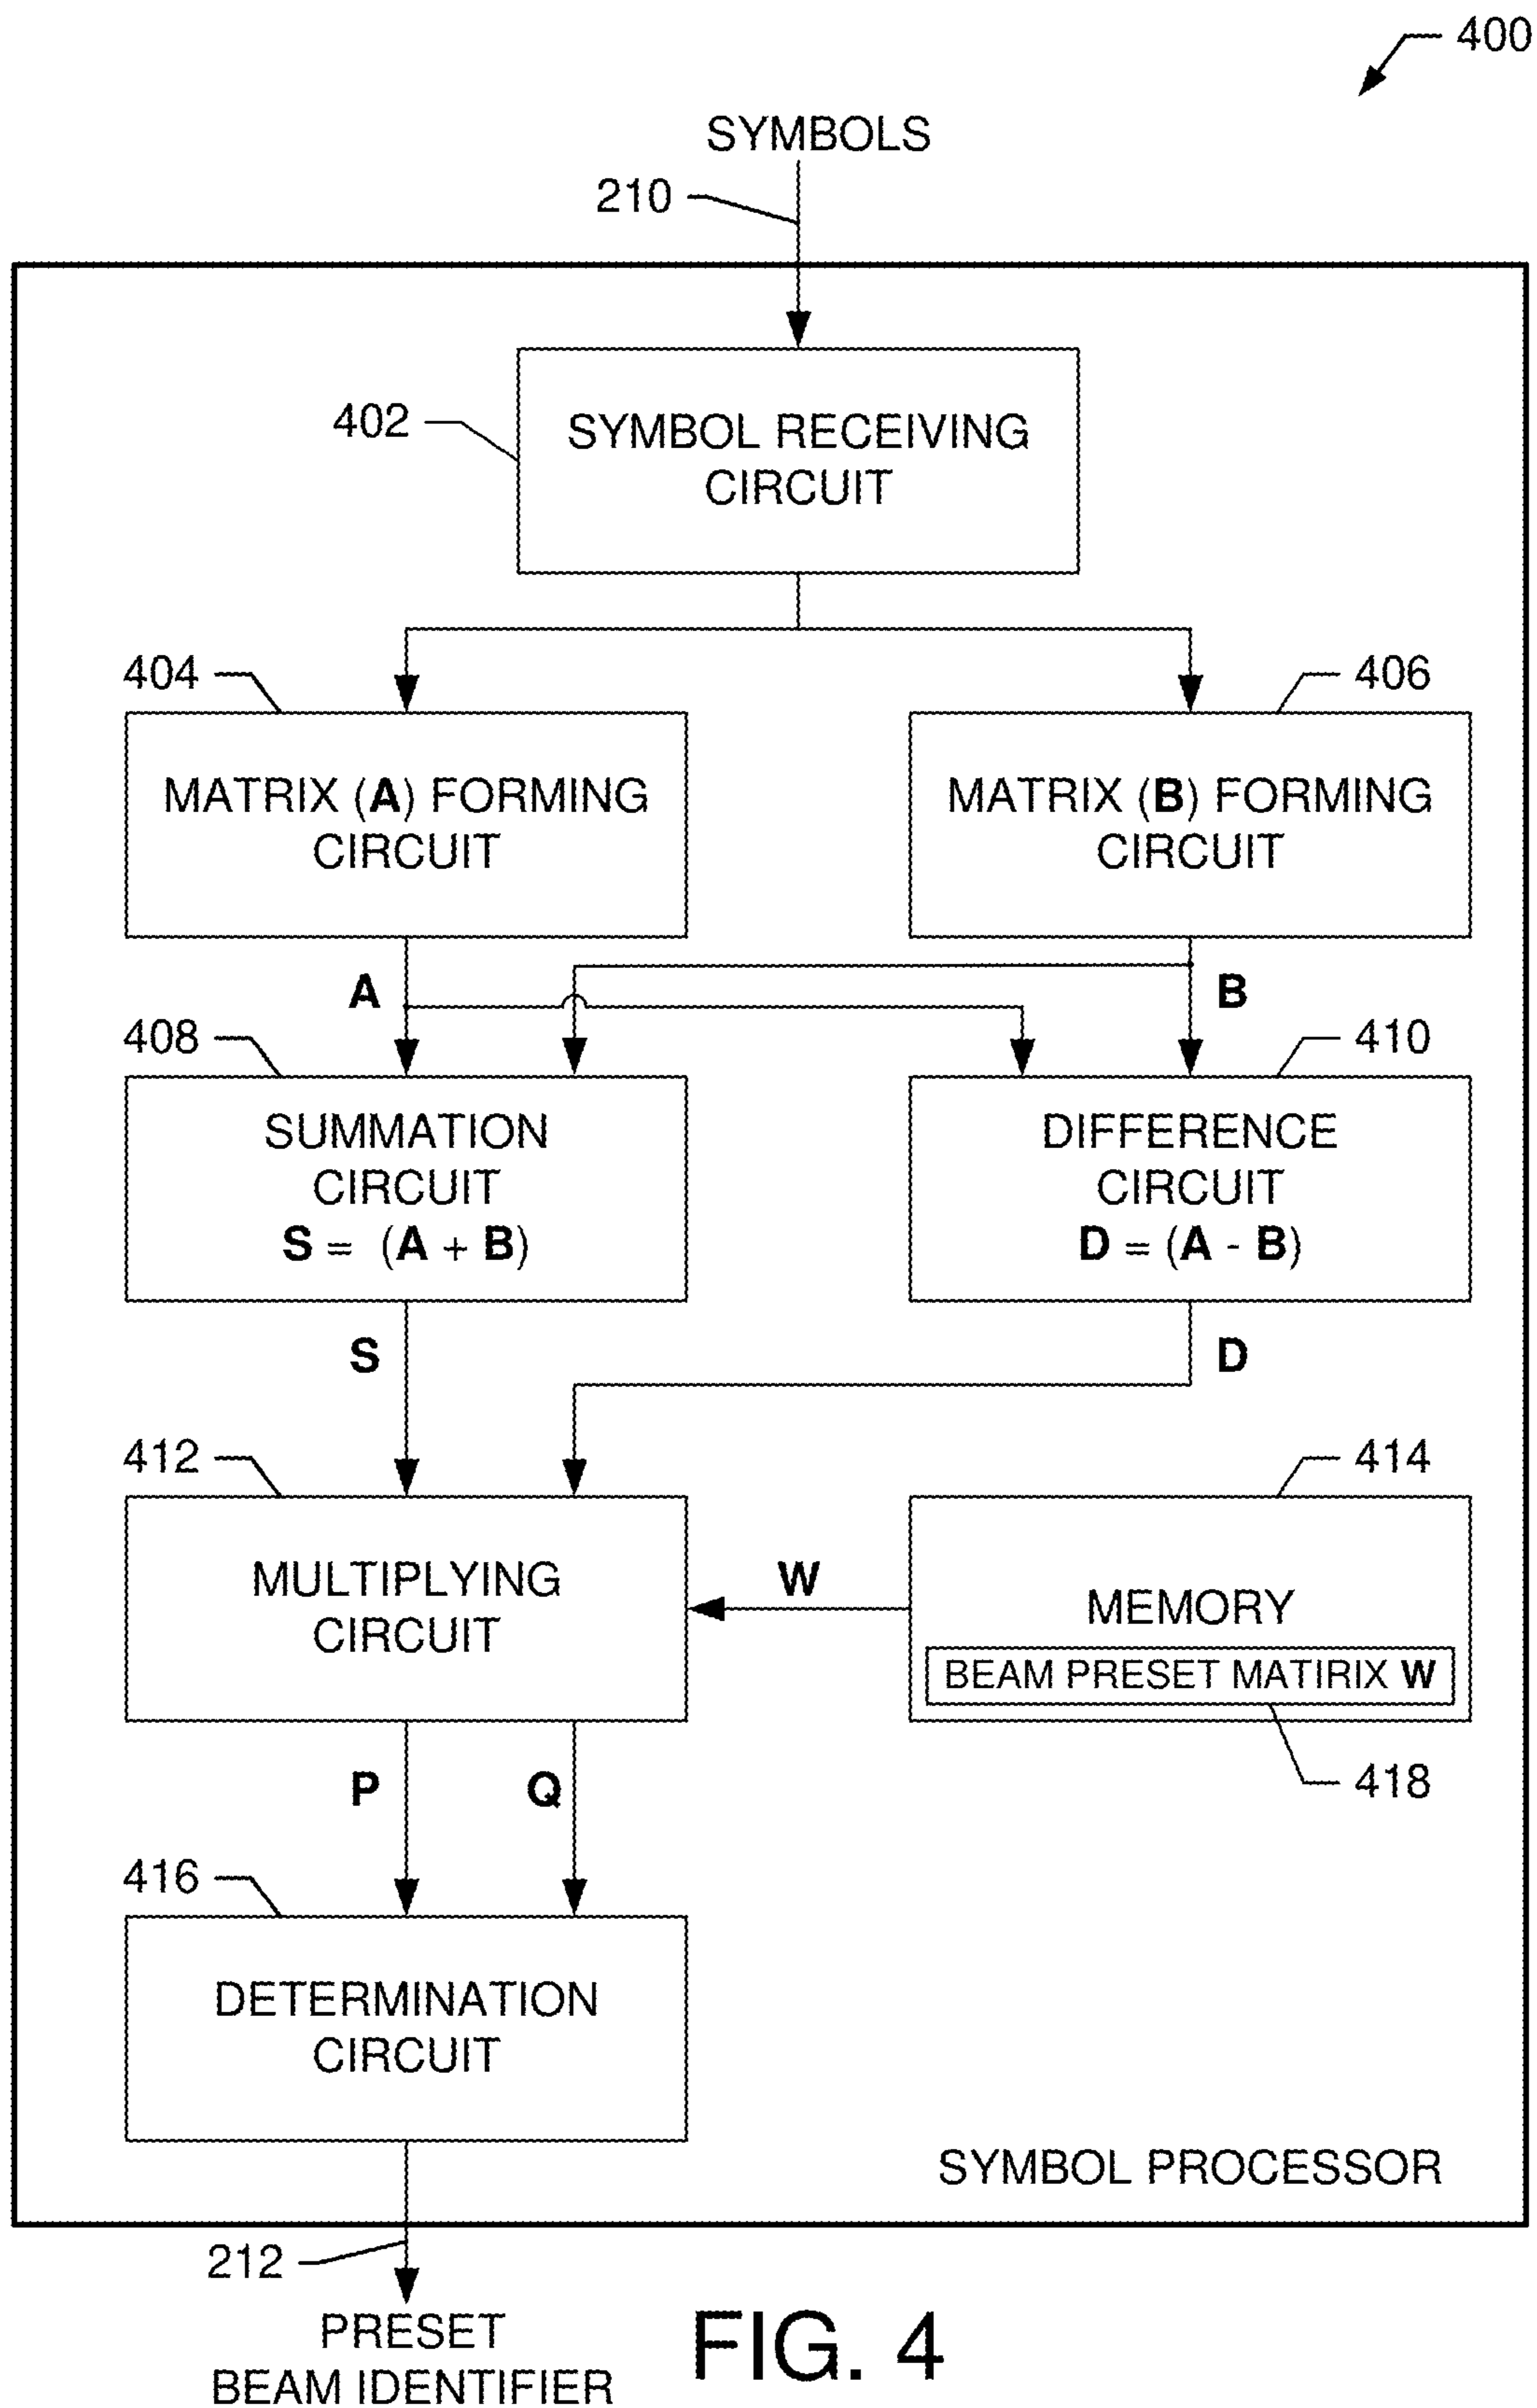 400
SYMBOLS
210
402
SYMBOL RECEIVING
CIRCUIT
404
406
MATRIX (A) FORMING
CIRCUIT
MATRIX (B) FORMING
CIRCUIT
A
B
408
410
SUMMATION
CIRCUIT
S = (A + B)
DIFFERENCE
CIRCUIT
D = (A - B)
S
D
412
414
MULTIPLYING
CIRCUIT
W
MEMORY
BEAM PRESET MATIRIX W
P
Q
418
416
DETERMINATION
CIRCUIT
SYMBOL PROCESSOR
212
PRESET
BEAM IDENTIFIER
FIG. 4